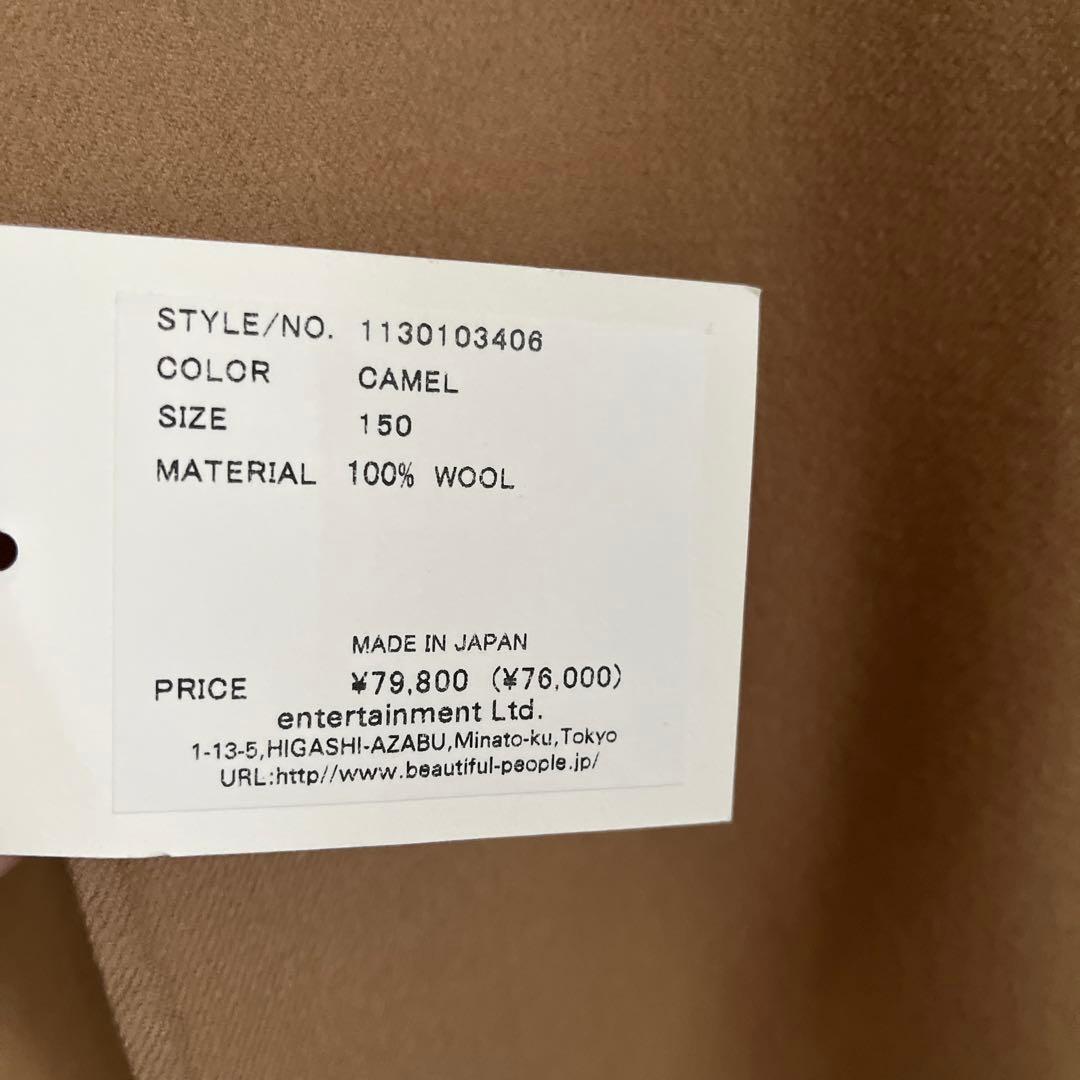 STYLE/NO. 1130103406
COLOR CAMEL
SIZE 150
MATERIAL 100% WOOL
MADE IN JAPAN
PRICE ¥79,800 (¥76,000)
entertainment Ltd.
1-13-5,HIGASHI-AZABU,Minato-ku,Tokyo
URL:http//www.beautiful-people.jp/